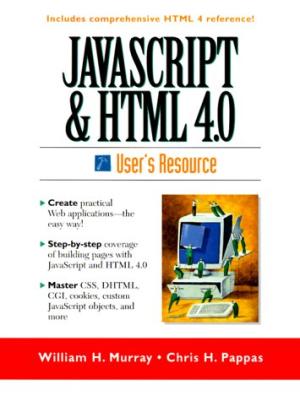 Includes comprehensive HTML 4 reference!
JAVASCRIPT
& HTML 4.0
User's Resource
Create practical
Web applications—the
easy way!
Step-by-step coverage
of building pages with
JavaScript and HTML 4.0
Master CSS, DHTML,
CGI, cookies, custom
JavaScript objects, and
more
William H. Murray • Chris H. Pappas